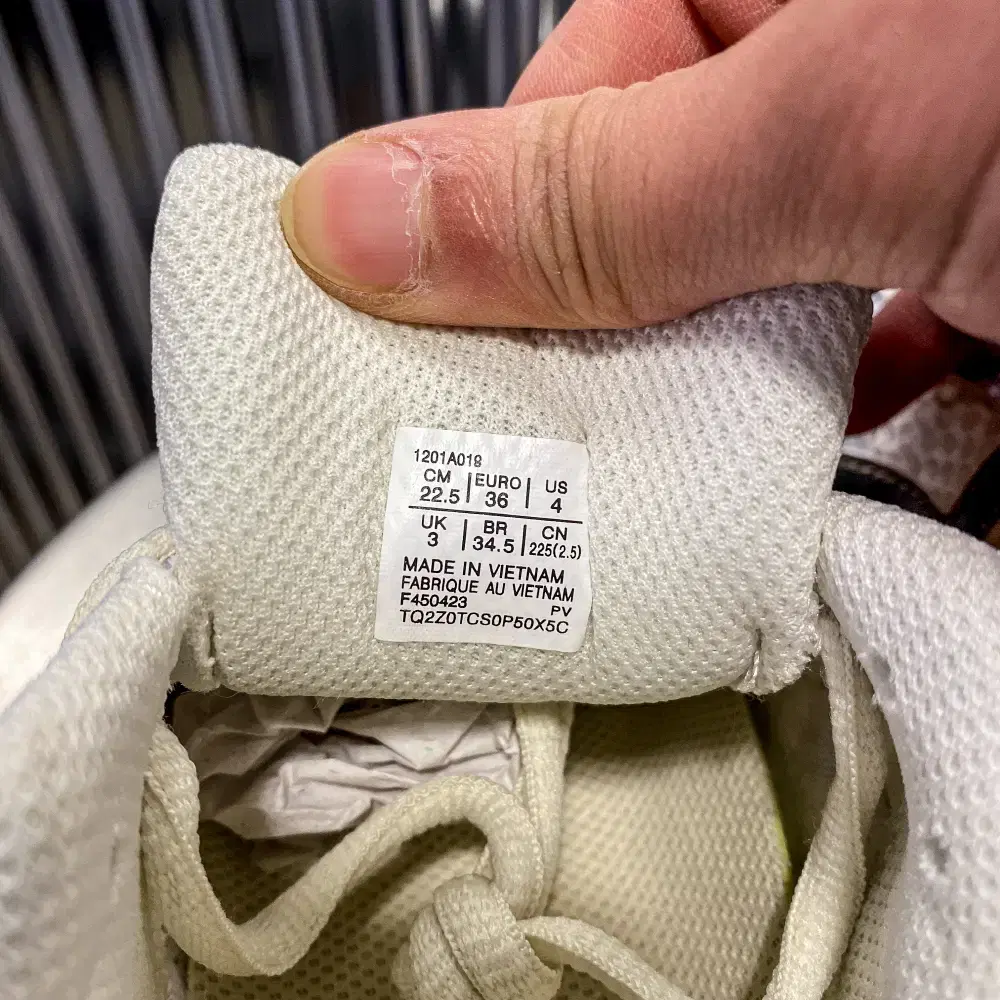 1201A019
CM EURO US
22.5 36 4
UK BR CN
3 34.5 225(2.5)
MADE IN VIETNAM
FABRIQUE AU VIETNAM
F450423 PV
TQ2Z0TCS0P50X5C